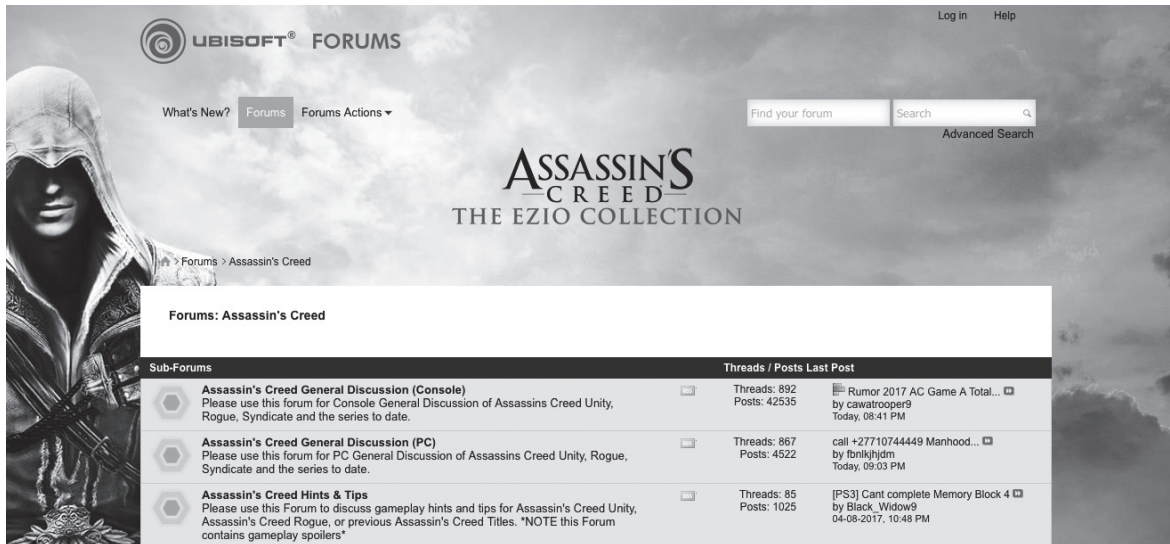 Log in Help
UBISOFT® FORUMS
What's New? Forums Forums Actions
Find your forum Search
Advanced Search
ASSASSIN'S
CREED
THE EZIO COLLECTION
> Forums > Assassin's Creed
Forums: Assassin's Creed
Sub-Forums Threads / Posts Last Post
Assassin's Creed General Discussion (Console)
Please use this forum for Console General Discussion of Assassins Creed Unity,
Rogue, Syndicate and the series to date.
Threads: 892
Posts: 42535
Rumor 2017 AC Game A Total...
by cawatrooper9
Today, 08:41 PM
Assassin's Creed General Discussion (PC)
Please use this forum for PC General Discussion of Assassins Creed Unity, Rogue,
Syndicate and the series to date.
Threads: 867
Posts: 4522
call +27710744449 Manhood...
by fbnlkjhjdm
Today, 09:03 PM
Assassin's Creed Hints & Tips
Please use this Forum to discuss gameplay hints and tips for Assassin's Creed Unity,
Assassin's Creed Rogue, or previous Assassin's Creed Titles. *NOTE this Forum
contains gameplay spoilers*
Threads: 85
Posts: 1025
[PS3] Cant complete Memory Block 4
by Black_Widow9
04-08-2017, 10:48 PM